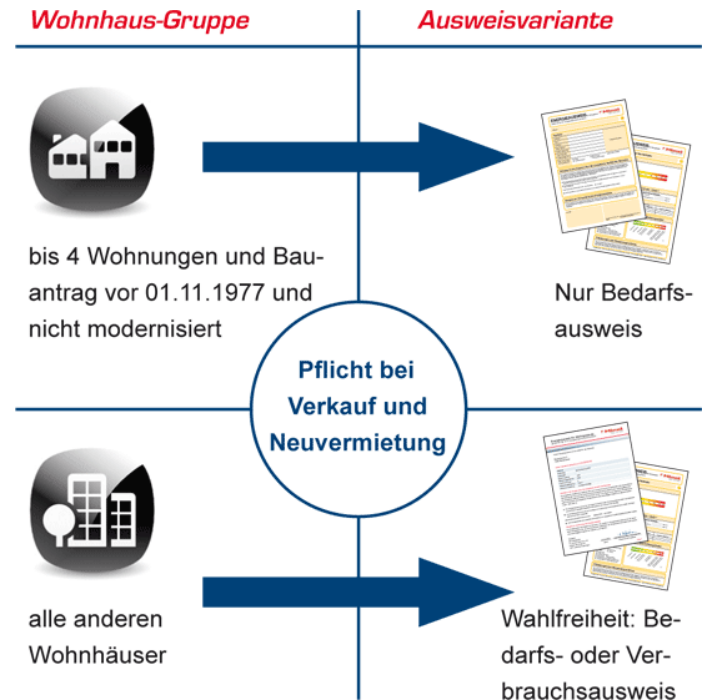 Wohnhaus-Gruppe
Ausweisvariante
bis 4 Wohnungen und Bau-
antrag vor 01.11.1977 und
nicht modernisiert
Nur Bedarfs-
ausweis
Pflicht bei
Verkauf und
Neuvermietung
alle anderen
Wohnhäuser
Wahlfreiheit: Be-
darfs- oder Ver-
brauchsausweis